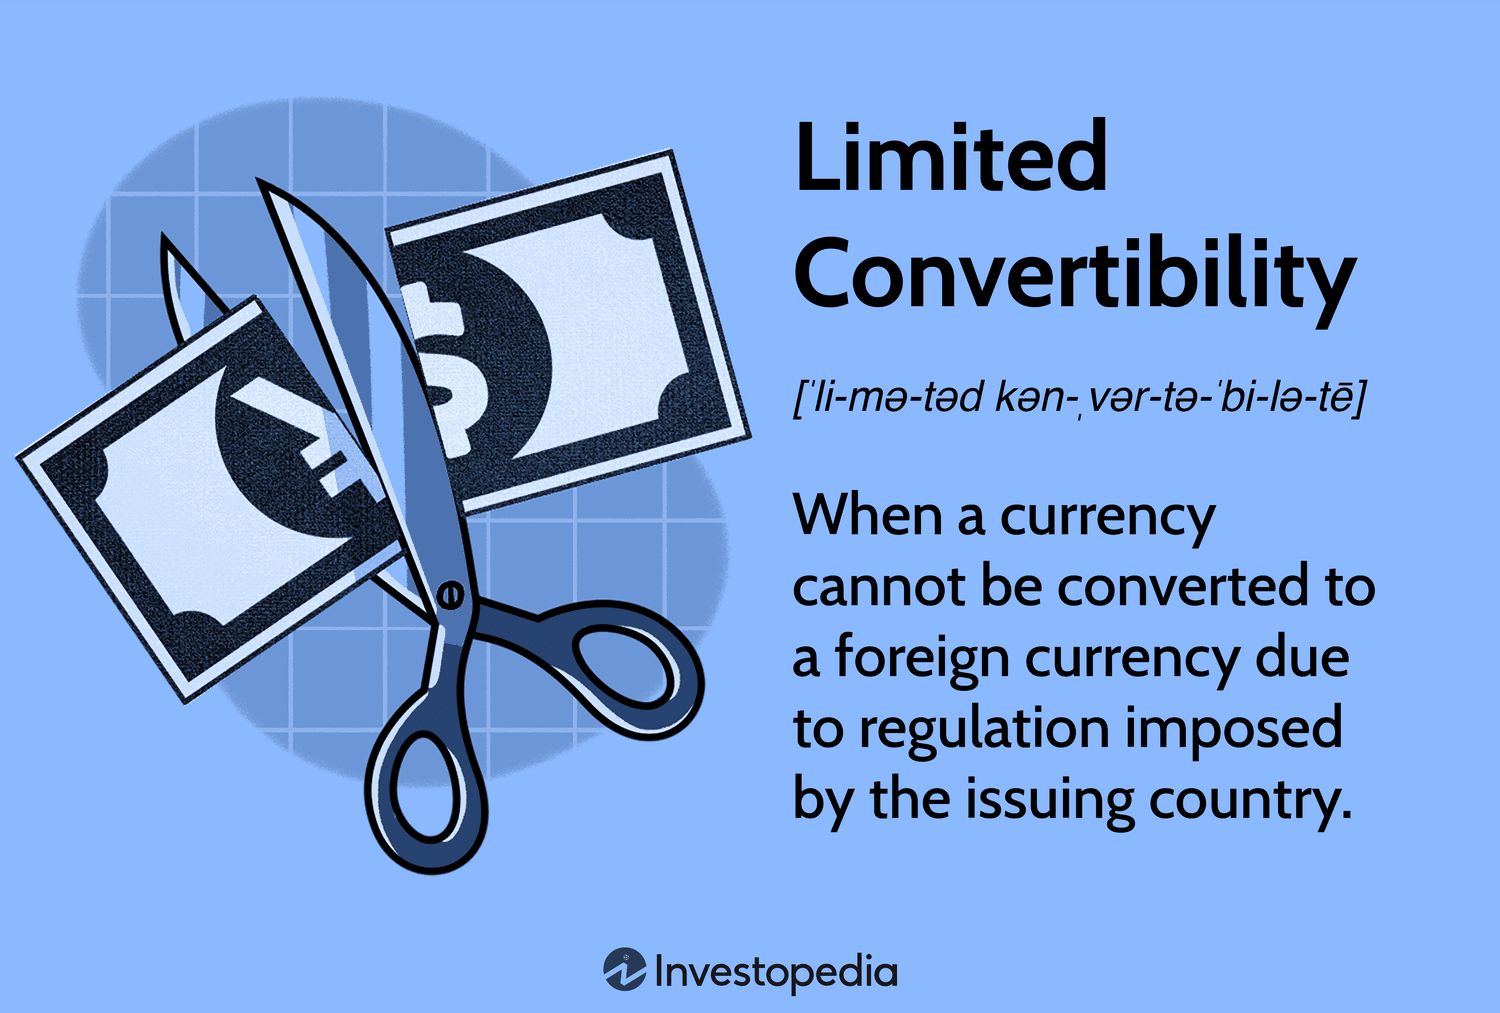 Limited
Convertibility
[ˈli-mə-təd kən-ˌvər-tə-ˈbi-lə-tē]
When a currency
cannot be converted to
a foreign currency due
to regulation imposed
by the issuing country.
¥
$
Investopedia